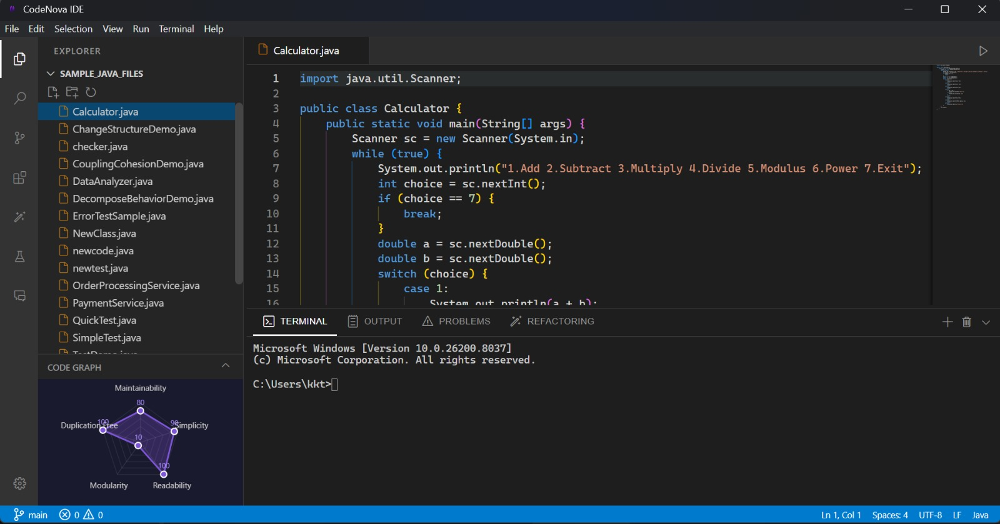 CodeNova IDE
File Edit Selection View Run Terminal Help
EXPLORER
SAMPLE_JAVA_FILES
Calculator.java
ChangeStructureDemo.java
checker.java
CouplingCohesionDemo.java
DataAnalyzer.java
DecomposeBehaviorDemo.java
ErrorTestSample.java
NewClass.java
newcode.java
newtest.java
OrderProcessingService.java
PaymentService.java
QuickTest.java
SimpleTest.java
TestDemo.java
CODE GRAPH
Maintainability
80
100
Duplication Free
Simplicity
10
100
Modularity
Readability
Calculator.java
1 import java.util.Scanner;
2
3 public class Calculator {
4 public static void main(String[] args) {
5 Scanner sc = new Scanner(System.in);
6 while (true) {
7 System.out.println("1.Add 2.Subtract 3.Multiply 4.Divide 5.Modulus 6.Power 7.Exit");
8 int choice = sc.nextInt();
9 if (choice == 7) {
10 break;
11 }
12 double a = sc.nextDouble();
13 double b = sc.nextDouble();
14 switch (choice) {
15 case 1:
16 System.out.println(a + b);
TERMINAL OUTPUT PROBLEMS REFACTORING
Microsoft Windows [Version 10.0.26200.8037]
(c) Microsoft Corporation. All rights reserved.
C:\Users\kkt>
main 0 0
Ln 1, Col 1 Spaces: 4 UTF-8 LF Java